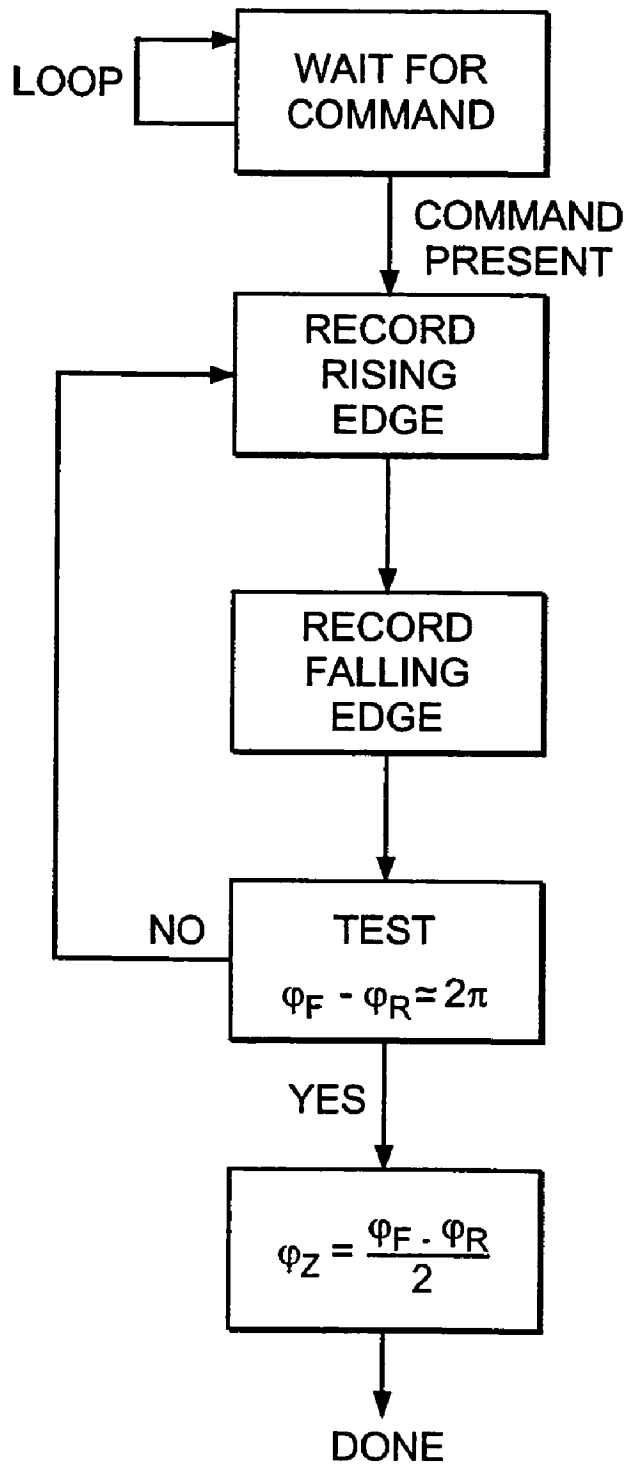 LOOP
WAIT FOR
COMMAND
COMMAND
PRESENT
RECORD
RISING
EDGE
RECORD
FALLING
EDGE
NO
TEST
φF - φR ≃ 2π
YES
φZ = φF - φR / 2
DONE